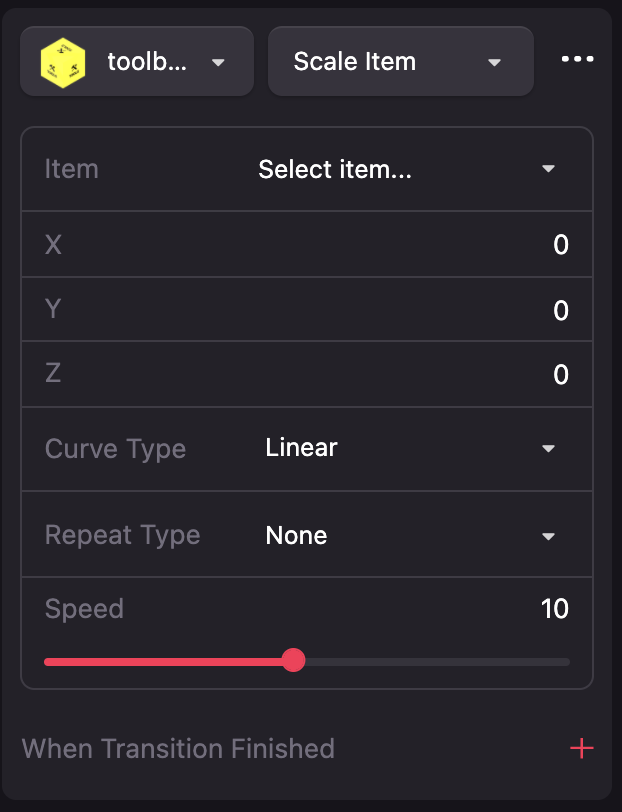 toolb...
Scale Item
Item
Select item...
X
0
Y
0
Z
0
Curve Type
Linear
Repeat Type
None
Speed
10
When Transition Finished